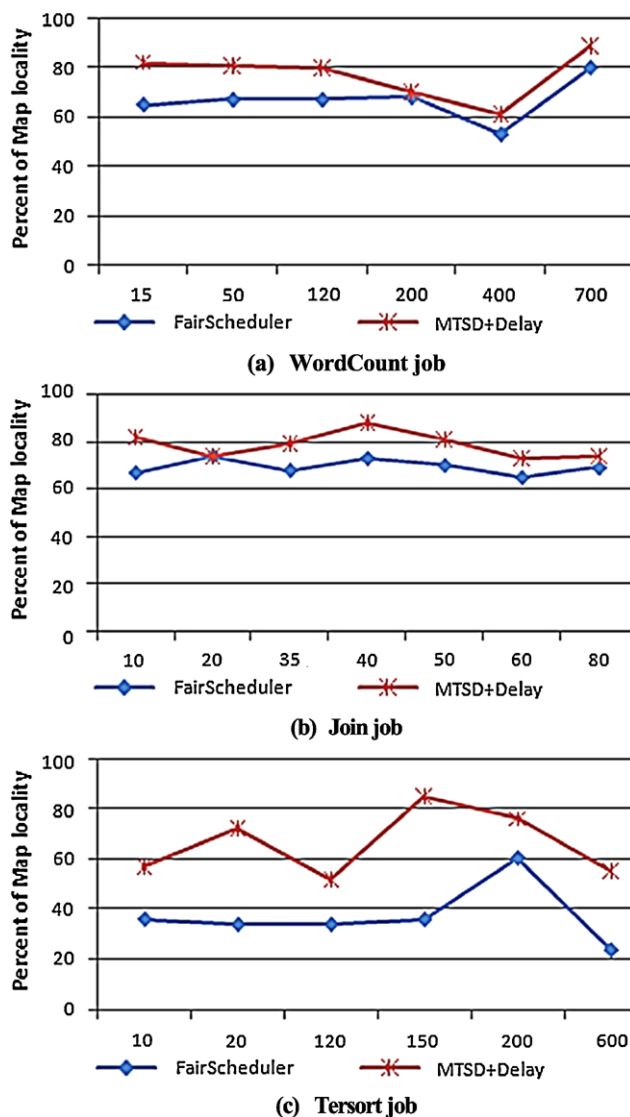 Percent of Map locality
100
80
60
40
20
0
15 50 120 200 400 700
FairScheduler MTSD+Delay
(a) WordCount job
Percent of Map locality
100
80
60
40
20
0
10 20 35 40 50 60 80
FairScheduler MTSD+Delay
(b) Join job
Percent of Map locality
100
80
60
40
20
0
10 20 120 150 200 600
FairScheduler MTSD+Delay
(c) Tersort job